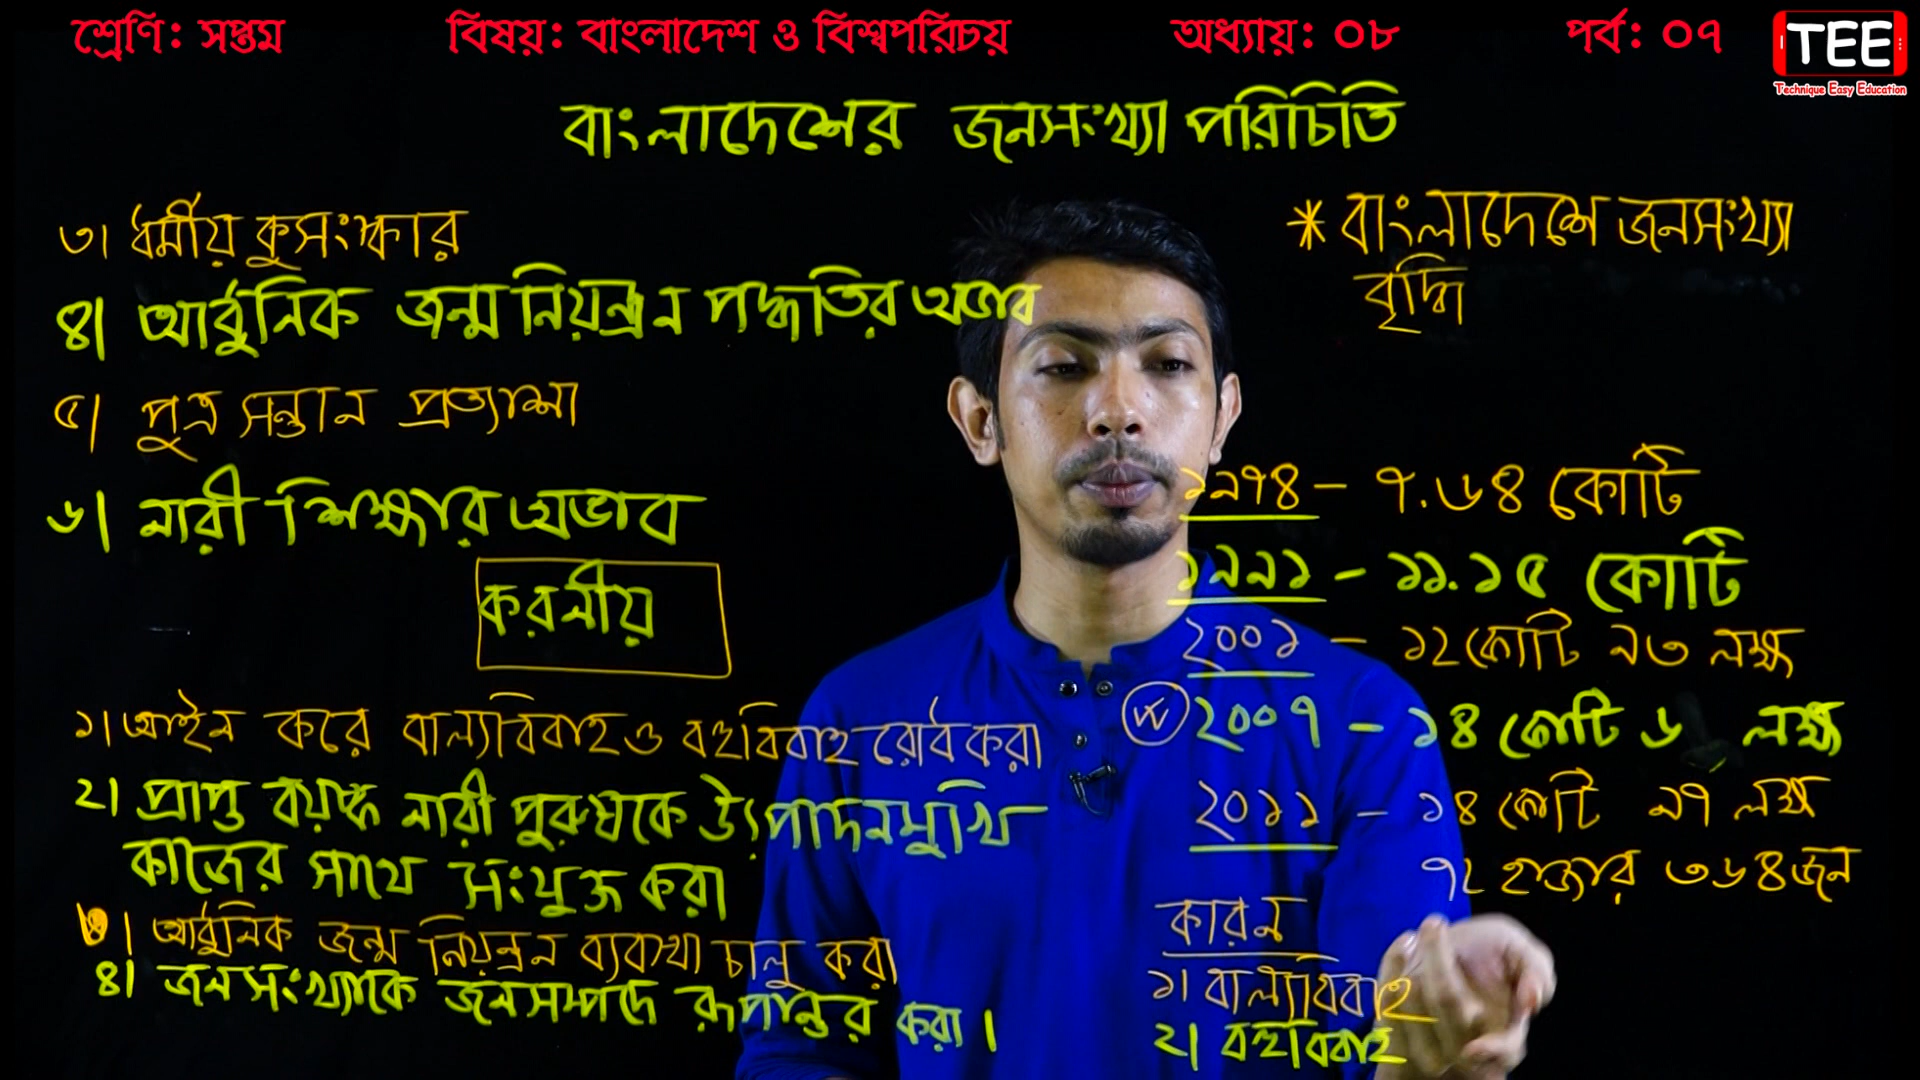 শ্রেণি: সপ্তম বিষয়: বাংলাদেশ ও বিশ্বপরিচয় অধ্যায়: ০৮ পর্ব: ০৭
TEE
Technique Easy Education
বাংলাদেশের জনসংখ্যা পরিচিতি
* বাংলাদেশে জনসংখ্যা
বৃদ্ধি
১৯৭৪ – ৭.৬৪ কোটি
১৯৯১ – ১১.১৫ কোটি
২০০১ – ১২ কোটি ৯৩ লক্ষ
২০০৭ – ১৪ কোটি ৬ লক্ষ
২০১১ – ১৪ কোটি ৯৭ লক্ষ
৭২ হাজার ৩৬৪ জন
কারন
১। বাল্যবিবাহ
২। বহুবিবাহ
৩। ধর্মীয় কুসংস্কার
৪। আধুনিক জন্ম নিয়ন্ত্রন পদ্ধতির অভাব
৫। পুত্র সন্তান প্রত্যাশা
৬। নারী শিক্ষার অভাব
করনীয়
১। আইন করে বাল্যবিবাহ ও বহুবিবাহ রোধ করা
২। প্রাপ্ত বয়স্ক নারী পুরুষকে উৎপাদনমুখি
কাজের সাথে সংযুক্ত করা
৩। আধুনিক জন্ম নিয়ন্ত্রন ব্যবস্থা চালু করা
৪। জনসংখ্যাকে জনসম্পদে রূপান্তর করা।